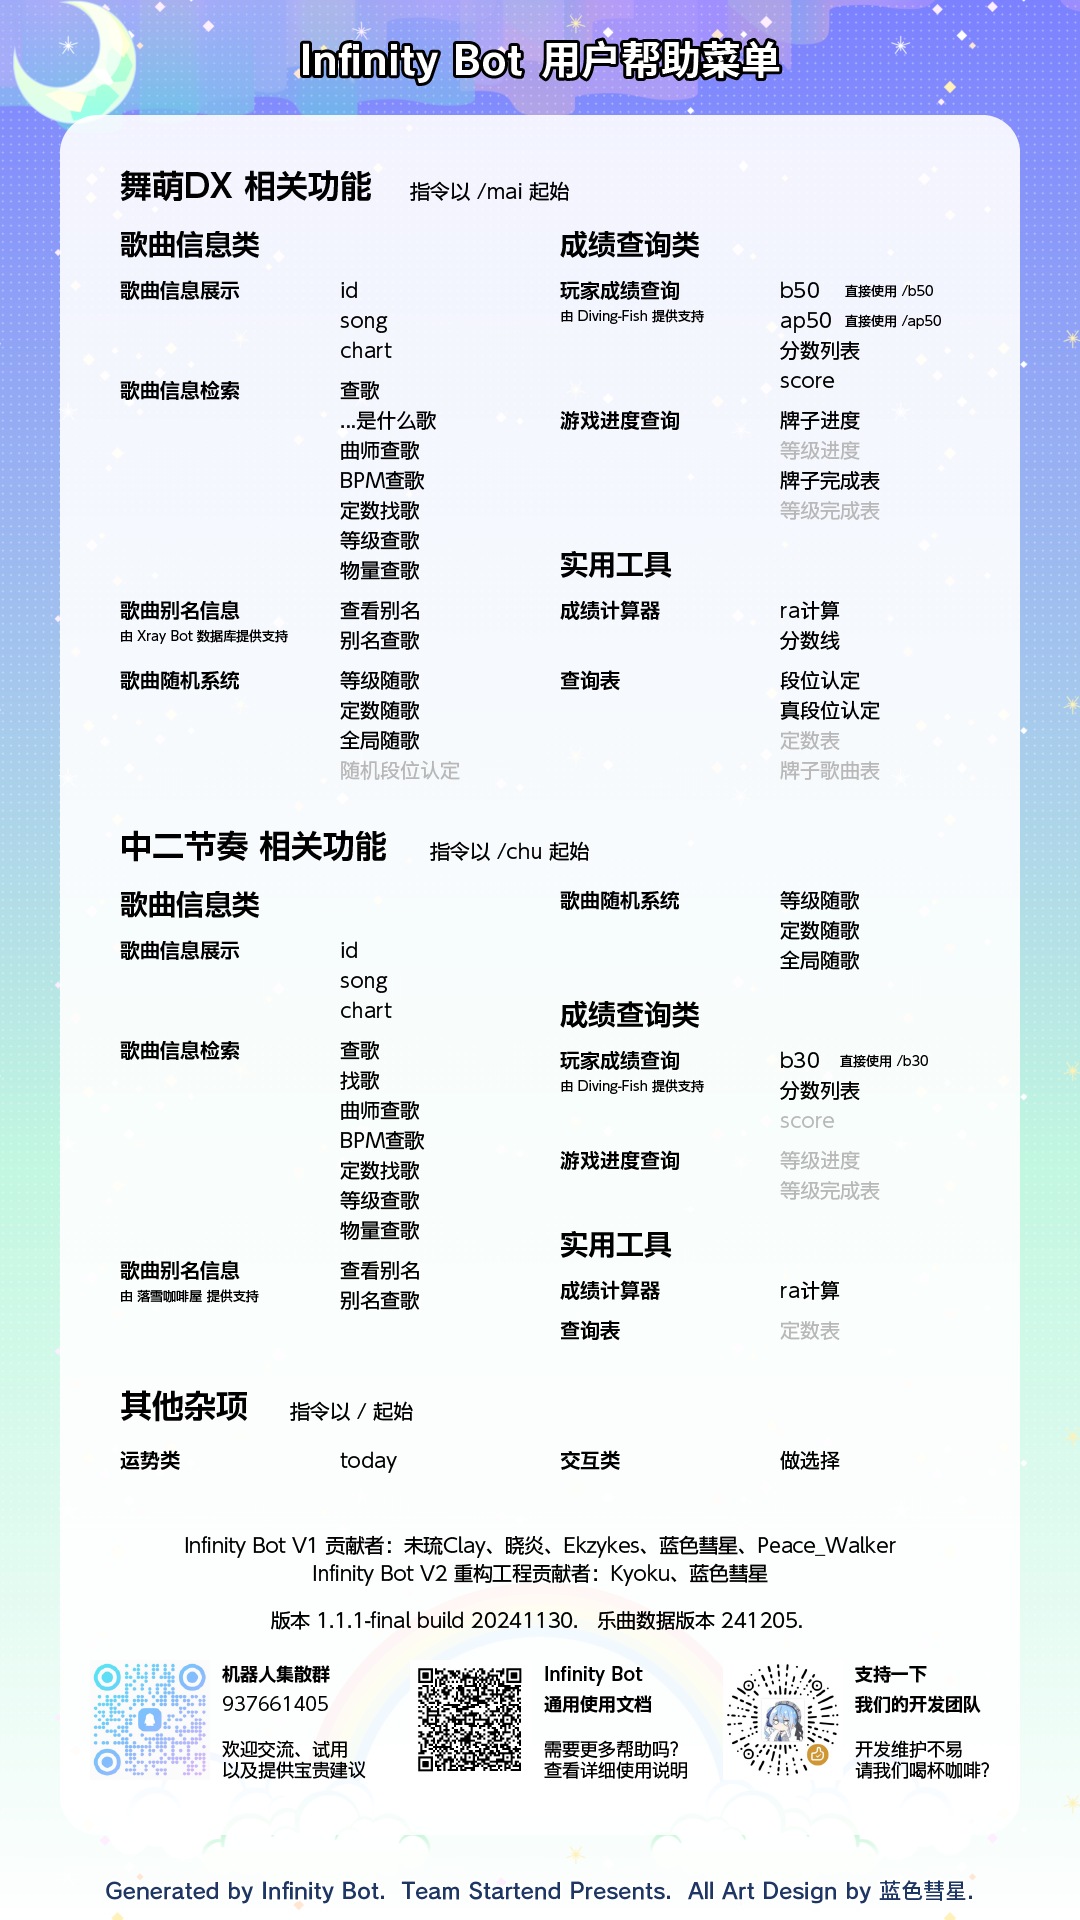 Infinity Bot 用户帮助菜单
舞萌DX 相关功能 指令以 /mai 起始
歌曲信息类
歌曲信息展示 id
song
chart
歌曲信息检索 查歌
...是什么歌
曲师查歌
BPM查歌
定数找歌
等级查歌
物量查歌
歌曲别名信息 查看别名
由 Xray Bot 数据库提供支持 别名查歌
歌曲随机系统 等级随歌
定数随歌
全局随歌
随机段位认定
成绩查询类
玩家成绩查询 b50 直接使用 /b50
由 Diving-Fish 提供支持 ap50 直接使用 /ap50
分数列表
score
游戏进度查询 牌子进度
等级进度
牌子完成表
等级完成表
实用工具
成绩计算器 ra计算
分数线
查询表 段位认定
真段位认定
定数表
牌子歌曲表
中二节奏 相关功能 指令以 /chu 起始
歌曲信息类
歌曲信息展示 id
song
chart
歌曲信息检索 查歌
找歌
曲师查歌
BPM查歌
定数找歌
等级查歌
物量查歌
歌曲别名信息 查看别名
由 落雪咖啡屋 提供支持 别名查歌
歌曲随机系统 等级随歌
定数随歌
全局随歌
成绩查询类
玩家成绩查询 b30 直接使用 /b30
由 Diving-Fish 提供支持 分数列表
score
游戏进度查询 等级进度
等级完成表
实用工具
成绩计算器 ra计算
查询表 定数表
其他杂项 指令以 / 起始
运势类 today 交互类 做选择
Infinity Bot V1 贡献者：未琉Clay、晓炎、Ekzykes、蓝色彗星、Peace_Walker
Infinity Bot V2 重构工程贡献者：Kyoku、蓝色彗星
版本 1.1.1-final build 20241130. 乐曲数据版本 241205.
机器人集散群
937661405
欢迎交流、试用
以及提供宝贵建议
Infinity Bot
通用使用文档
需要更多帮助吗?
查看详细使用说明
支持一下
我们的开发团队
开发维护不易
请我们喝杯咖啡?
Generated by Infinity Bot. Team Startend Presents. All Art Design by 蓝色彗星.